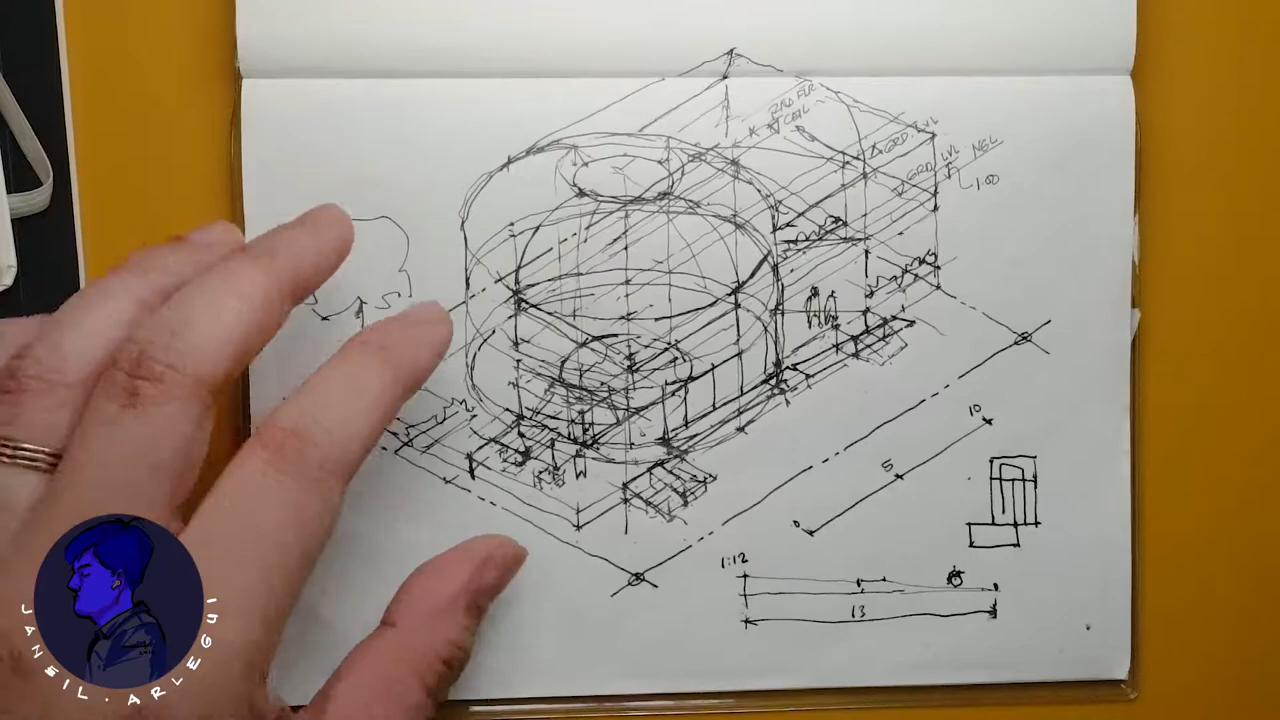 2ND FLR
CEIL
GRD. LVL
GRD. LVL
NGL
1.00
10
5
0
1:12
13
JANEIL . ARLEGUI